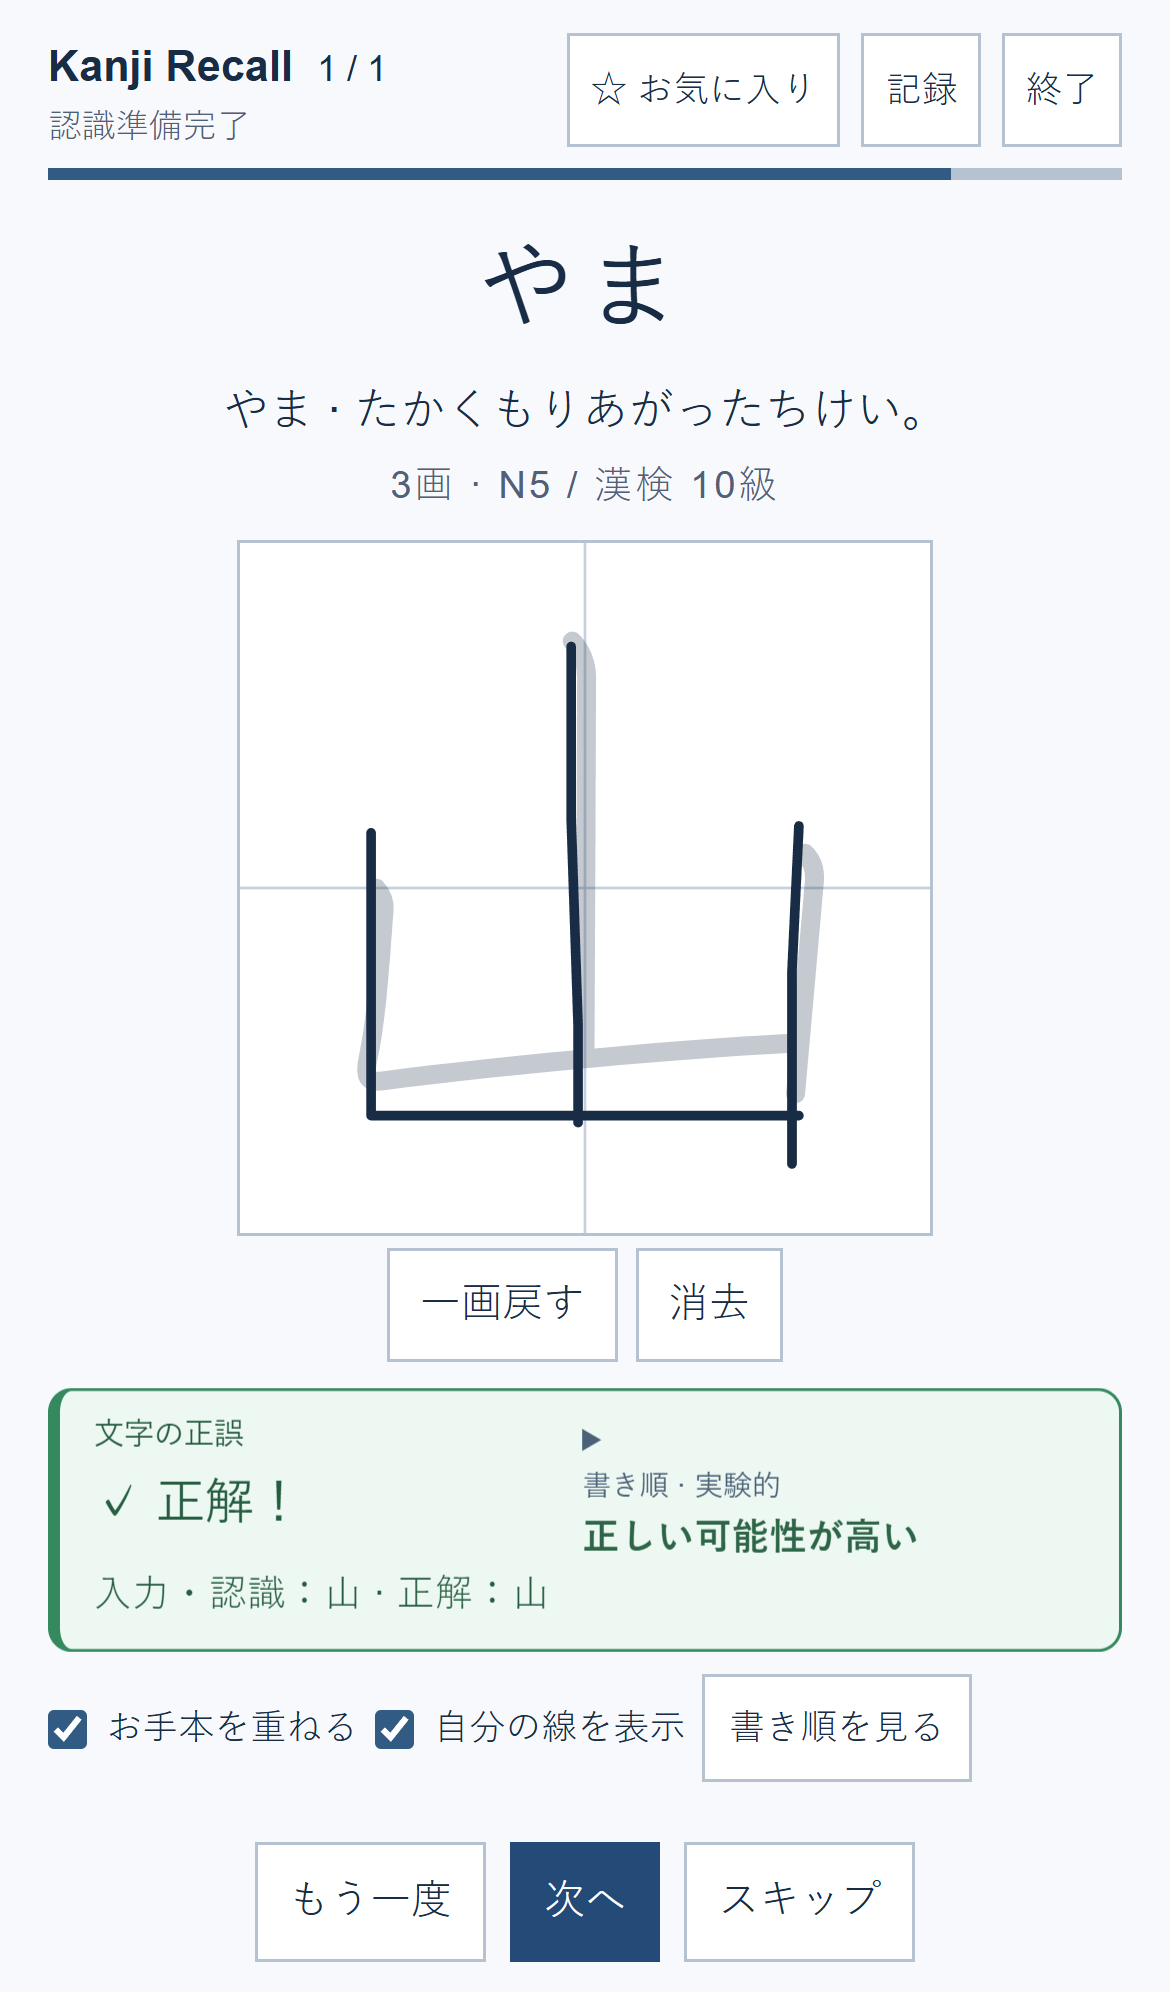 Kanji Recall 1 / 1
認識準備完了
☆ お気に入り
記録
終了
やま
やま・たかくもりあがったちけい。
3画 · N5 / 漢検 10級
山
一画戻す
消去
文字の正誤
✓ 正解！
入力・認識：山 · 正解：山
▶
書き順 · 実験的
正しい可能性が高い
お手本を重ねる
自分の線を表示
書き順を見る
もう一度
次へ
スキップ